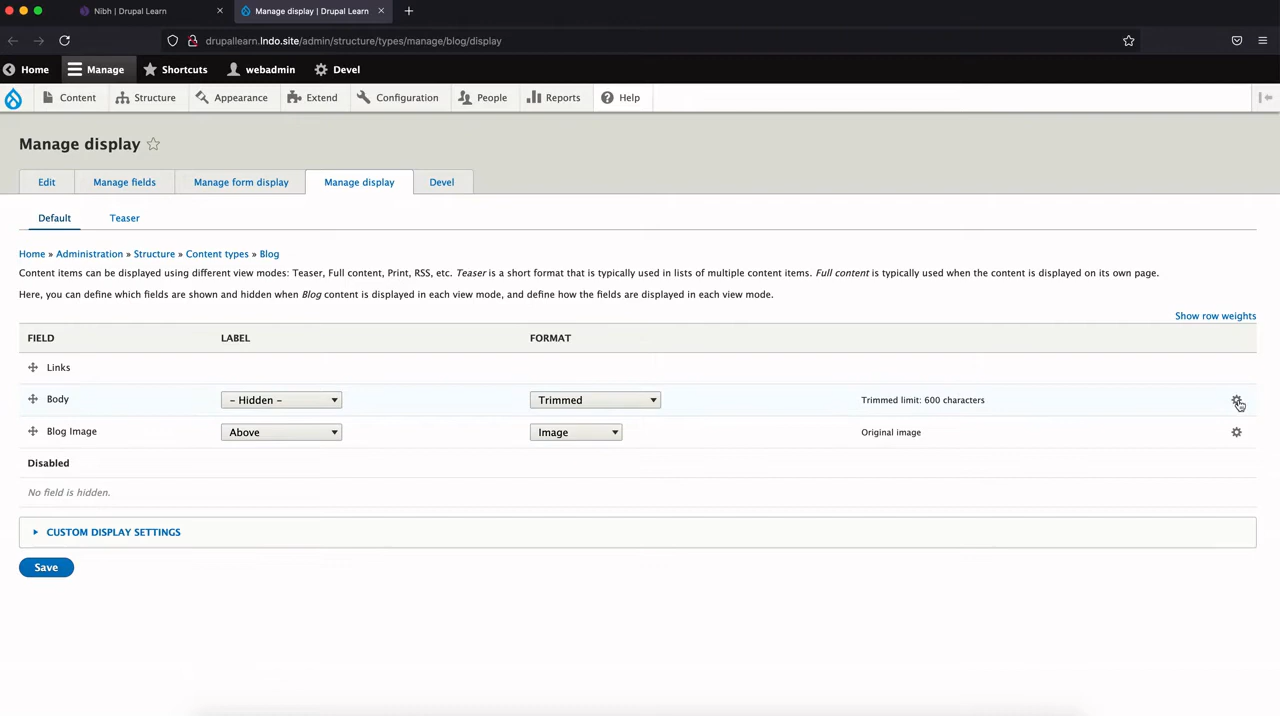 Nibh | Drupal Learn
Manage display | Drupal Learn
drupallearn.lndo.site/admin/structure/types/manage/blog/display
Home Manage Shortcuts webadmin Devel
Content Structure Appearance Extend Configuration People Reports Help
Manage display
Edit Manage fields Manage form display Manage display Devel
Default Teaser
Home » Administration » Structure » Content types » Blog
Content items can be displayed using different view modes: Teaser, Full content, Print, RSS, etc. Teaser is a short format that is typically used in lists of multiple content items. Full content is typically used when the content is displayed on its own page.
Here, you can define which fields are shown and hidden when Blog content is displayed in each view mode, and define how the fields are displayed in each view mode.
Show row weights
FIELD LABEL FORMAT
Links
Body - Hidden - Trimmed Trimmed limit: 600 characters
Blog Image Above Image Original image
Disabled
No field is hidden.
CUSTOM DISPLAY SETTINGS
Save